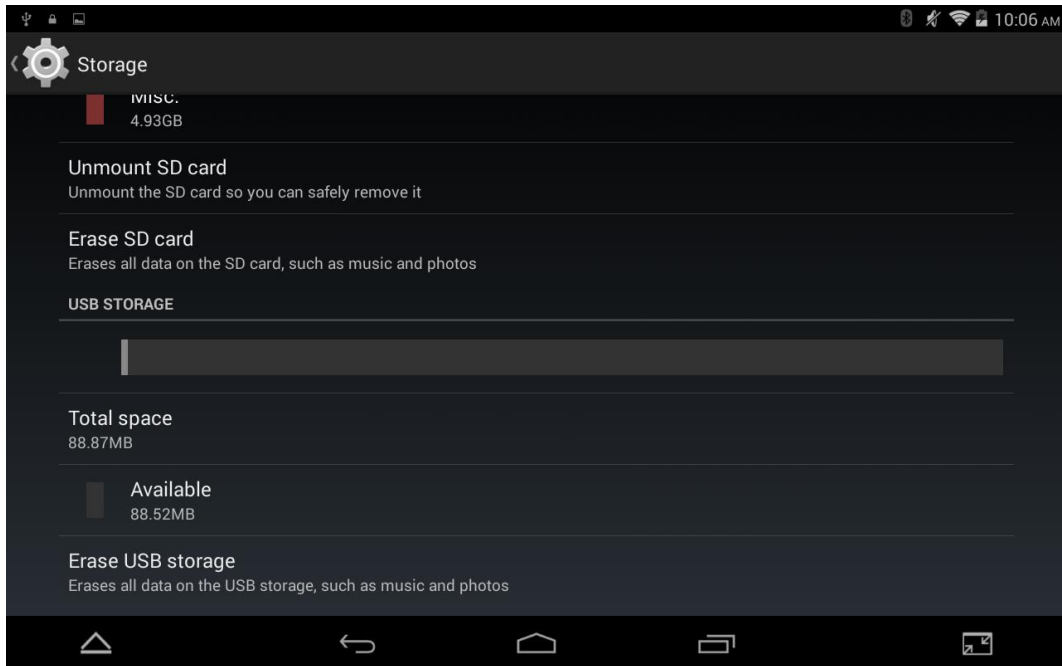 10:06 AM
Storage
Misc.
4.93GB
Unmount SD card
Unmount the SD card so you can safely remove it
Erase SD card
Erases all data on the SD card, such as music and photos
USB STORAGE
Total space
88.87MB
Available
88.52MB
Erase USB storage
Erases all data on the USB storage, such as music and photos